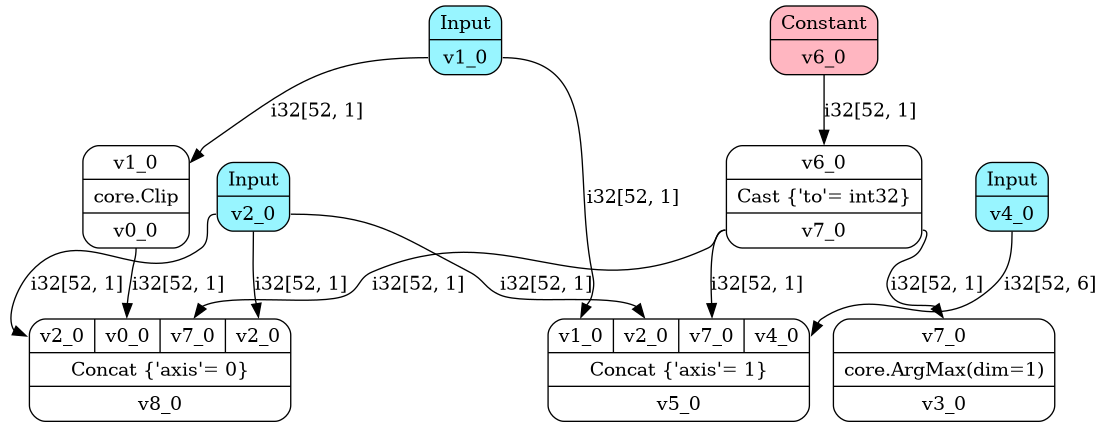 Input
v1_0
Constant
v6_0
i32[52, 1]
i32[52, 1]
v1_0
core.Clip
v0_0
Input
v2_0
i32[52, 1]
v6_0
Cast {'to'= int32}
v7_0
Input
v4_0
i32[52, 1]
i32[52, 1]
i32[52, 1]
i32[52, 1]
i32[52, 1]
i32[52, 1]
i32[52, 1]
i32[52, 6]
v2_0 v0_0 v7_0 v2_0
Concat {'axis'= 0}
v8_0
v1_0 v2_0 v7_0 v4_0
Concat {'axis'= 1}
v5_0
v7_0
core.ArgMax(dim=1)
v3_0